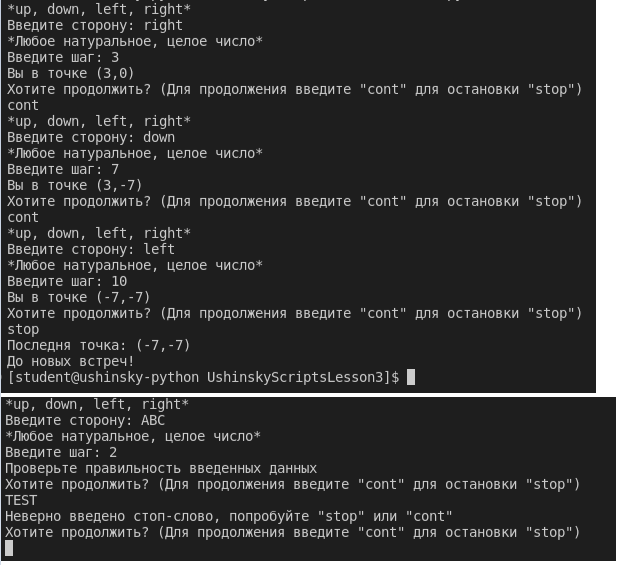 *up, down, left, right*
Введите сторону: right
*Любое натуральное, целое число*
Введите шаг: 3
Вы в точке (3,0)
Хотите продолжить? (Для продолжения введите "cont" для остановки "stop")
cont
*up, down, left, right*
Введите сторону: down
*Любое натуральное, целое число*
Введите шаг: 7
Вы в точке (3,-7)
Хотите продолжить? (Для продолжения введите "cont" для остановки "stop")
cont
*up, down, left, right*
Введите сторону: left
*Любое натуральное, целое число*
Введите шаг: 10
Вы в точке (-7,-7)
Хотите продолжить? (Для продолжения введите "cont" для остановки "stop")
stop
Последня точка: (-7,-7)
До новых встреч!
[student@ushinsky-python UshinskyScriptsLesson3]$
*up, down, left, right*
Введите сторону: ABC
*Любое натуральное, целое число*
Введите шаг: 2
Проверьте правильность введенных данных
Хотите продолжить? (Для продолжения введите "cont" для остановки "stop")
TEST
Неверно введено стоп-слово, попробуйте "stop" или "cont"
Хотите продолжить? (Для продолжения введите "cont" для остановки "stop")